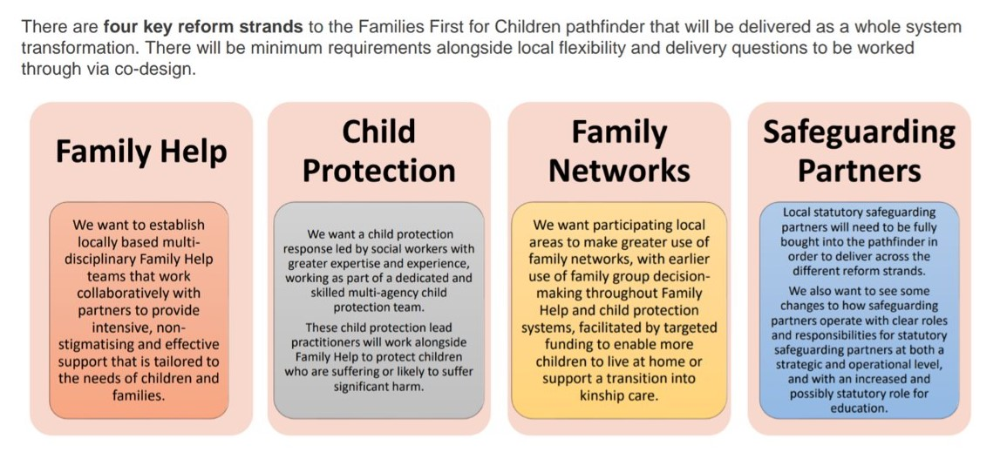 There are four key reform strands to the Families First for Children pathfinder that will be delivered as a whole system
transformation. There will be minimum requirements alongside local flexibility and delivery questions to be worked
through via co-design.
Family Help
We want to establish
locally based multi-
disciplinary Family Help
teams that work
collaboratively with
partners to provide
intensive, non-
stigmatising and effective
support that is tailored to
the needs of children and
families.
Child
Protection
We want a child protection
response led by social workers with
greater expertise and experience,
working as part of a dedicated and
skilled multi-agency child
protection team.
These child protection lead
practitioners will work alongside
Family Help to protect children
who are suffering or likely to suffer
significant harm.
Family
Networks
We want participating local
areas to make greater use of
family networks, with earlier
use of family group decision-
making throughout Family
Help and child protection
systems, facilitated by targeted
funding to enable more
children to live at home or
support a transition into
kinship care.
Safeguarding
Partners
Local statutory safeguarding
partners will need to be fully
bought into the pathfinder in
order to deliver across the
different reform strands.
We also want to see some
changes to how safeguarding
partners operate with clear roles
and responsibilities for statutory
safeguarding partners at both a
strategic and operational level,
and with an increased and
possibly statutory role for
education.